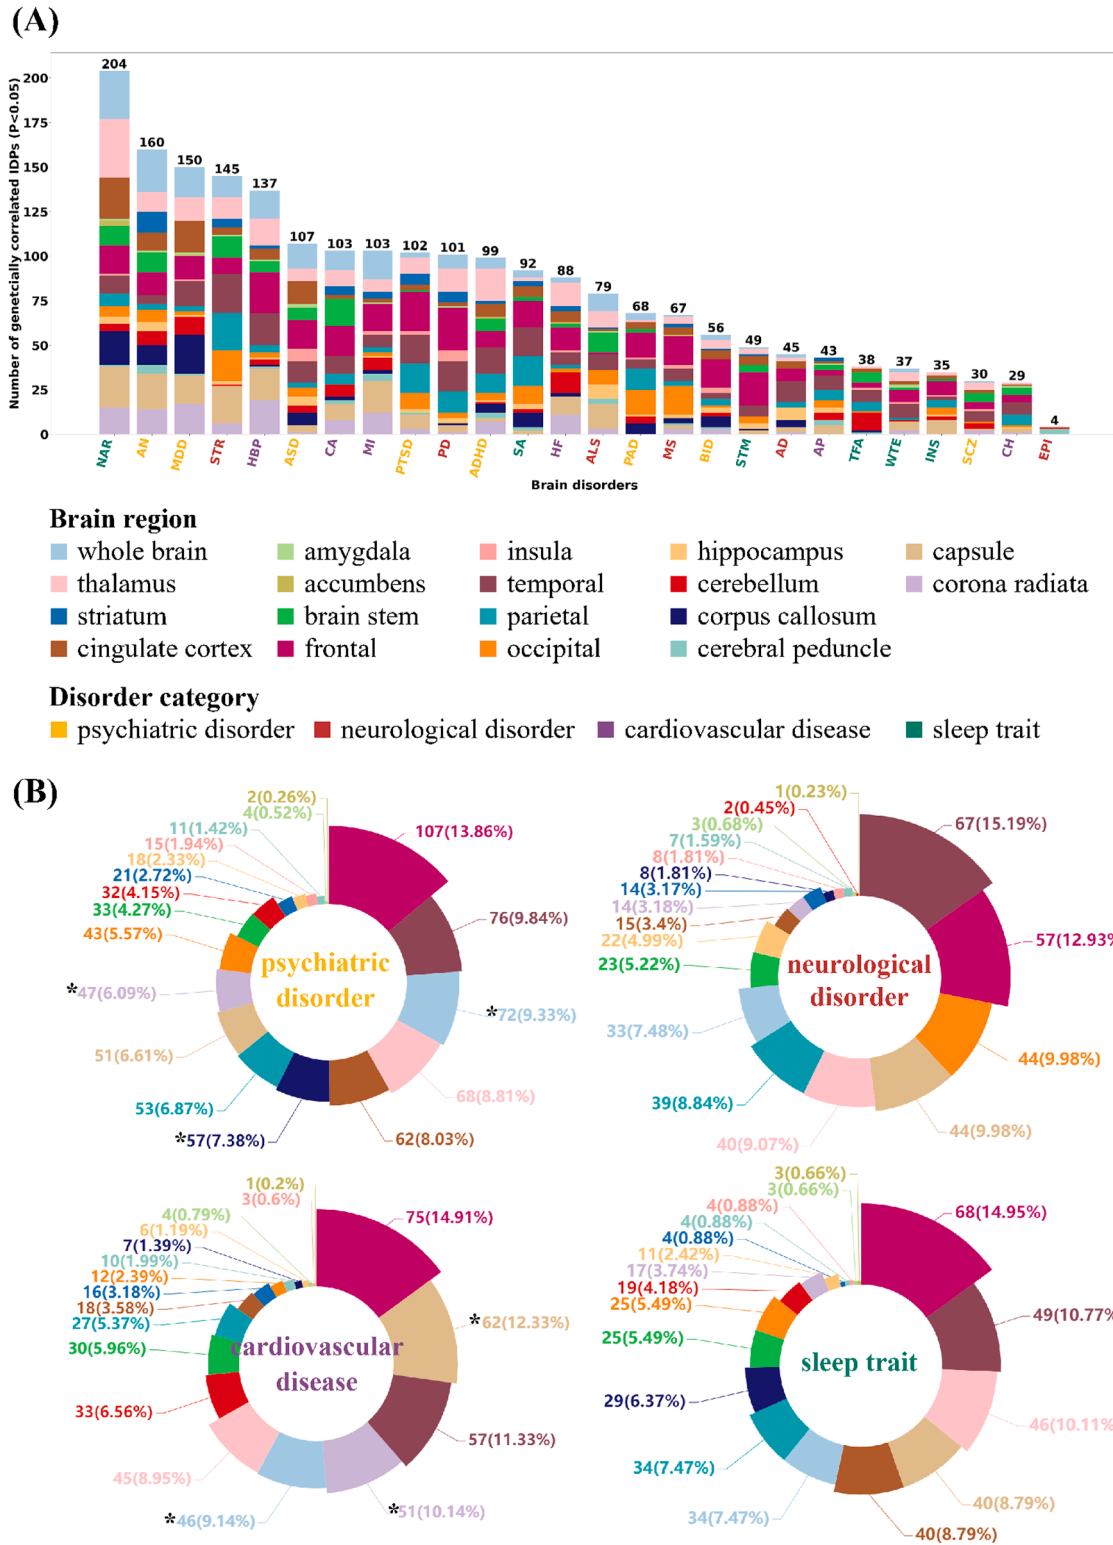 (A)
Number of genetcially correlated IDPs (P<0.05)
200
175
150
125
100
75
50
25
0
204
160
150
145
137
107
103
103
102
101
99
92
88
79
68
67
56
49
45
43
38
37
35
30
29
4
NAR
AN
MDD
STR
HBP
ASD
CA
MI
PTSD
PD
ADHD
SA
HF
ALS
PAD
MS
BID
STM
AD
AP
TFA
WTE
INS
SCZ
CH
EPI
Brain disorders
Brain region
whole brain
amygdala
insula
hippocampus
capsule
thalamus
accumbens
temporal
cerebellum
corona radiata
striatum
brain stem
parietal
corpus callosum
cingulate cortex
frontal
occipital
cerebral peduncle
Disorder category
psychiatric disorder
neurological disorder
cardiovascular disease
sleep trait
(B)
2(0.26%)
4(0.52%)
11(1.42%)
15(1.94%)
18(2.33%)
21(2.72%)
32(4.15%)
33(4.27%)
43(5.57%)
*47(6.09%)
51(6.61%)
53(6.87%)
*57(7.38%)
62(8.03%)
68(8.81%)
*72(9.33%)
76(9.84%)
107(13.86%)
psychiatric
disorder
1(0.23%)
2(0.45%)
3(0.68%)
7(1.59%)
8(1.81%)
8(1.81%)
14(3.17%)
14(3.18%)
15(3.4%)
22(4.99%)
23(5.22%)
33(7.48%)
39(8.84%)
40(9.07%)
44(9.98%)
44(9.98%)
57(12.93%
67(15.19%)
neurological
disorder
1(0.2%)
3(0.6%)
4(0.79%)
6(1.19%)
7(1.39%)
10(1.99%)
12(2.39%)
16(3.18%)
18(3.58%)
27(5.37%)
30(5.96%)
33(6.56%)
45(8.95%)
*46(9.14%)
*51(10.14%)
57(11.33%)
*62(12.33%)
75(14.91%)
cardiovascular
disease
3(0.66%)
3(0.66%)
4(0.88%)
4(0.88%)
4(0.88%)
11(2.42%)
17(3.74%)
19(4.18%)
25(5.49%)
25(5.49%)
29(6.37%)
34(7.47%)
34(7.47%)
40(8.79%)
40(8.79%)
46(10.11%
49(10.77%
68(14.95%)
sleep trait